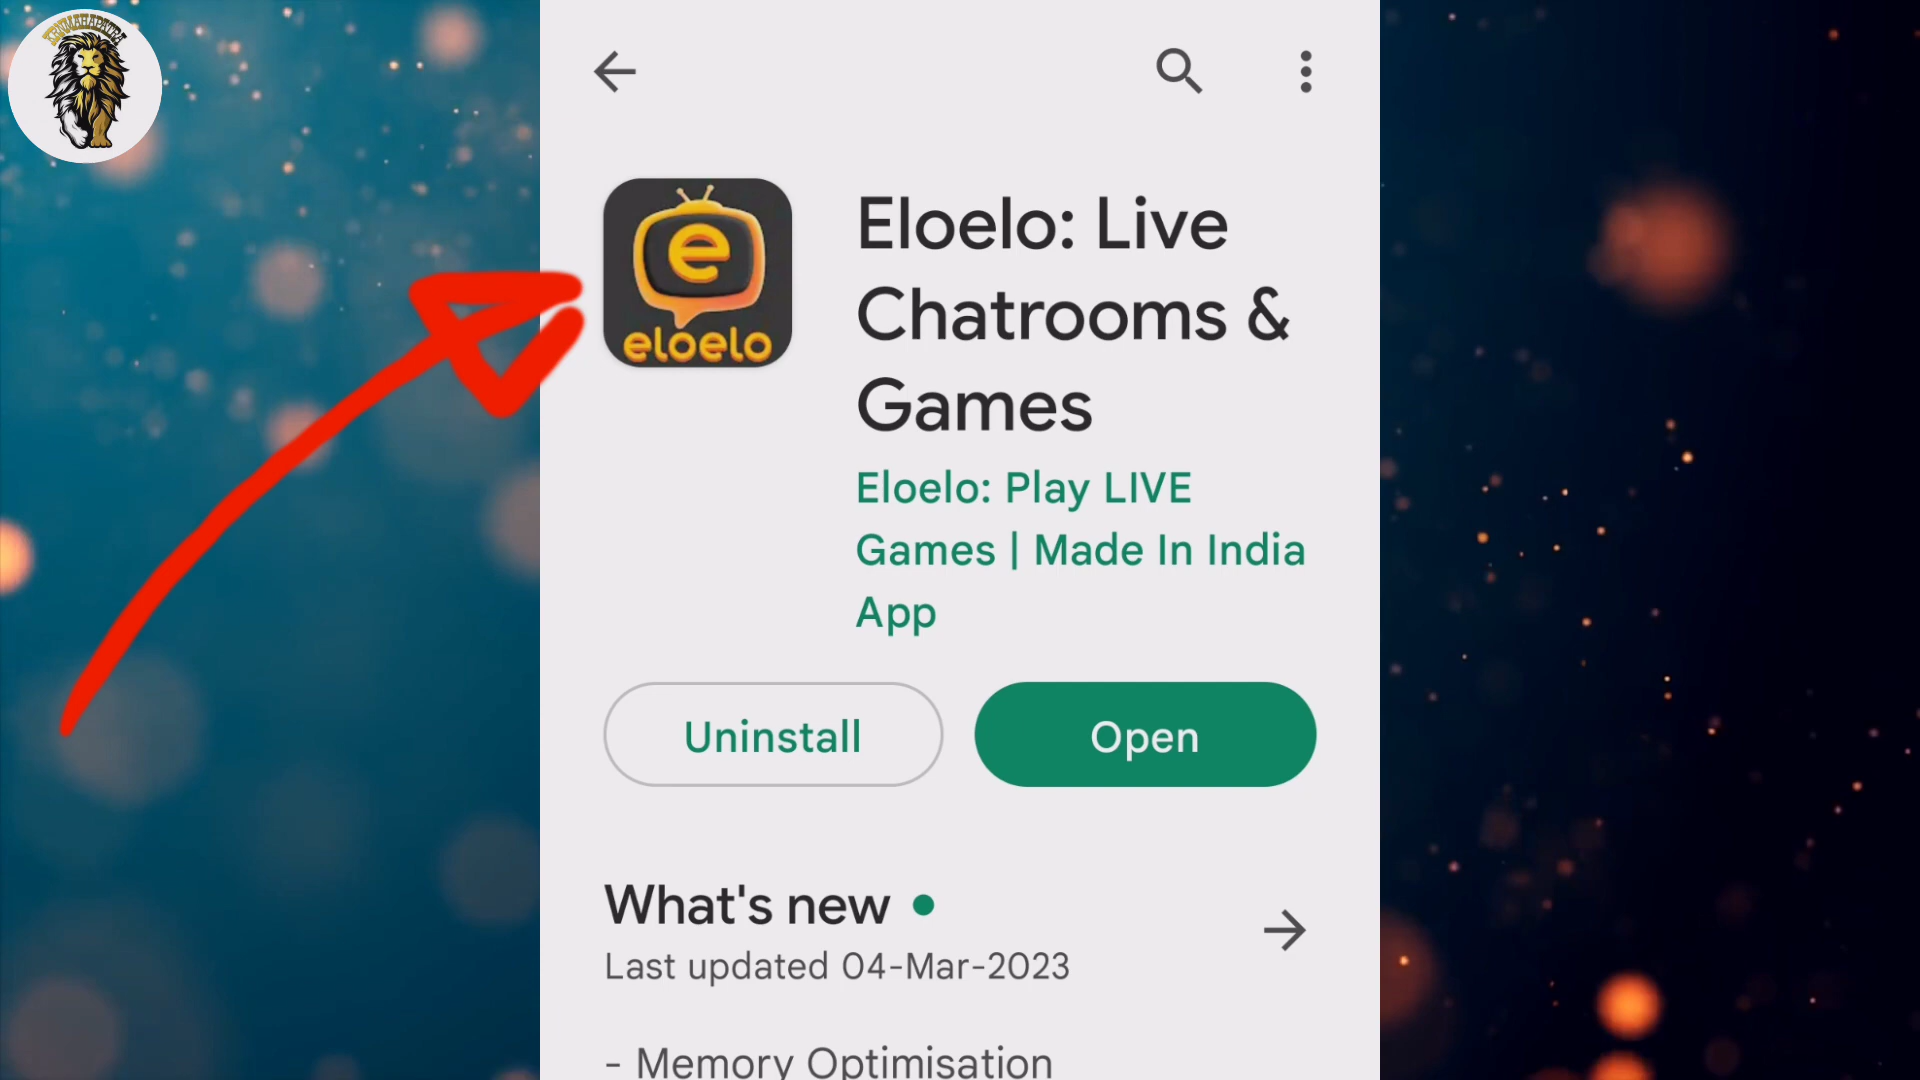 KRNMAHAPATRA
e
eloelo
Eloelo: Live
Chatrooms &
Games
Eloelo: Play LIVE
Games | Made In India
App
Uninstall
Open
What's new
Last updated 04-Mar-2023
- Memory Optimisation